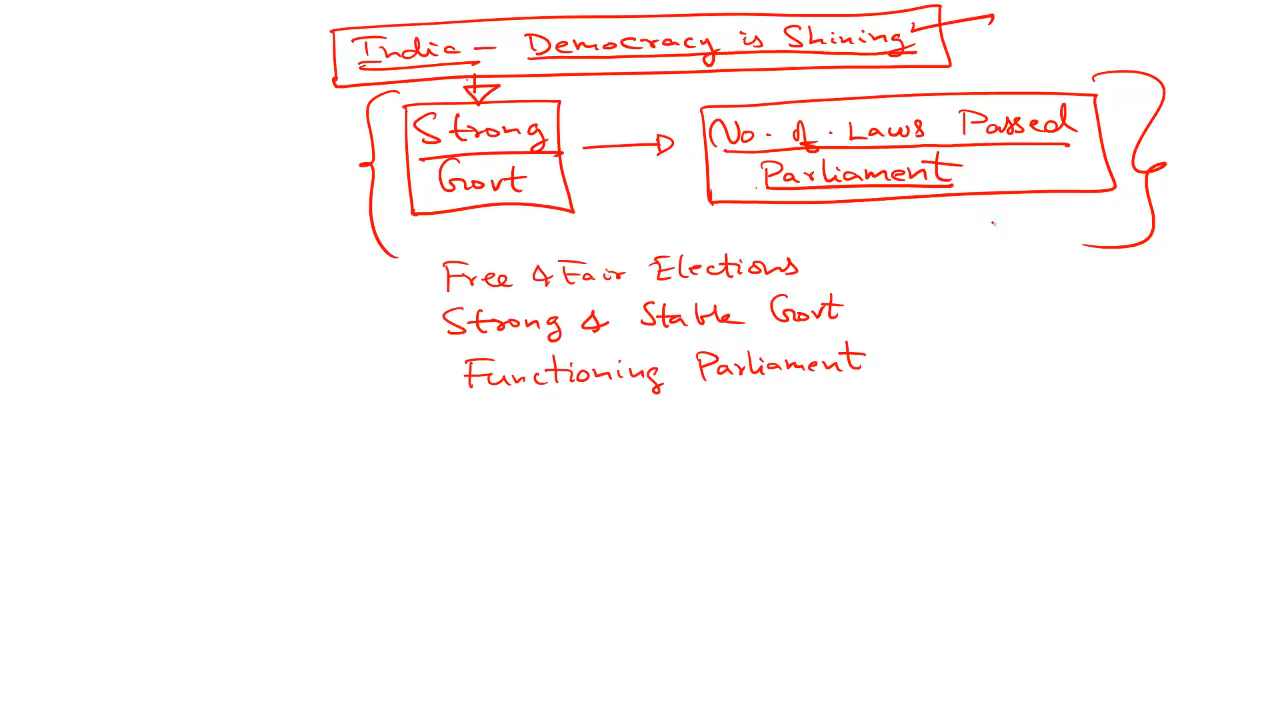 India - Democracy is Shining'
Strong
Govt
No. of. Laws Passed
Parliament
Free & Fair Elections
Strong & Stable Govt
Functioning Parliament